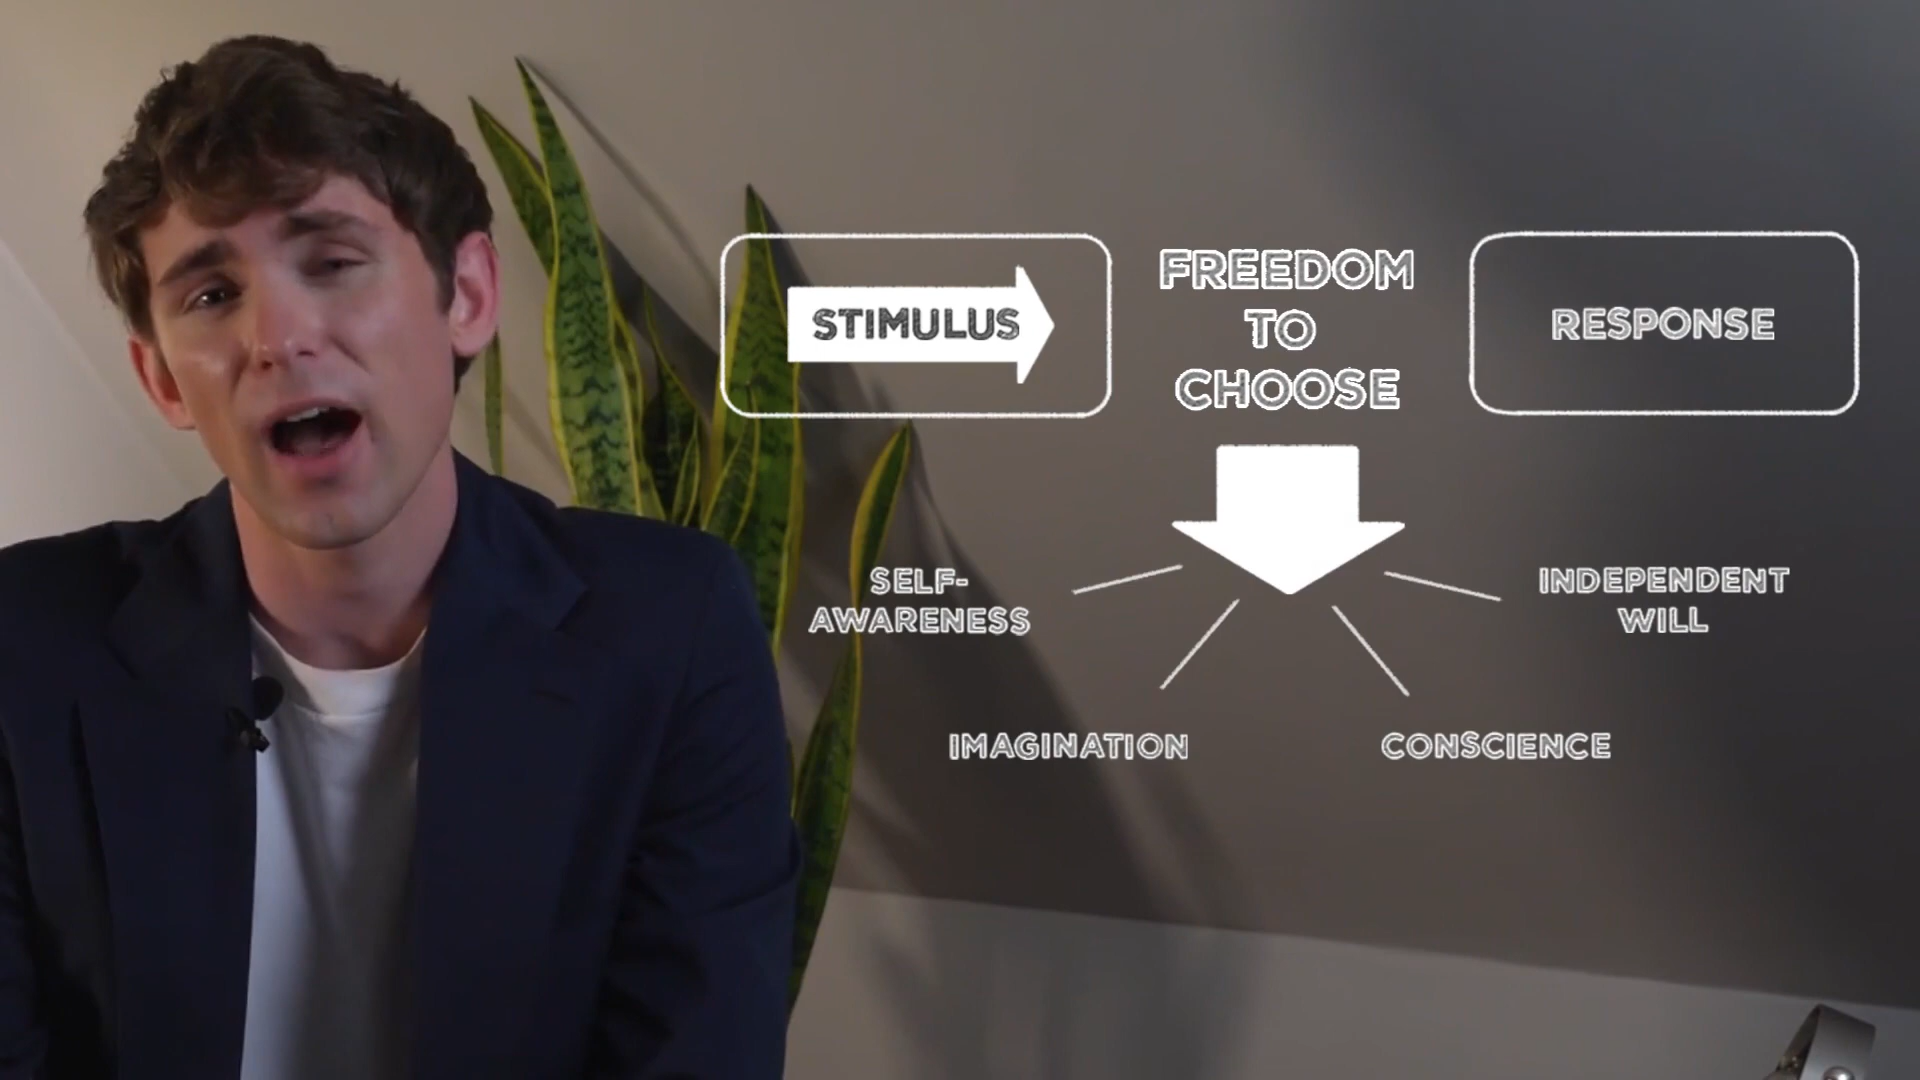 STIMULUS
FREEDOM
TO
CHOOSE
RESPONSE
SELF-
AWARENESS
IMAGINATION
CONSCIENCE
INDEPENDENT
WILL